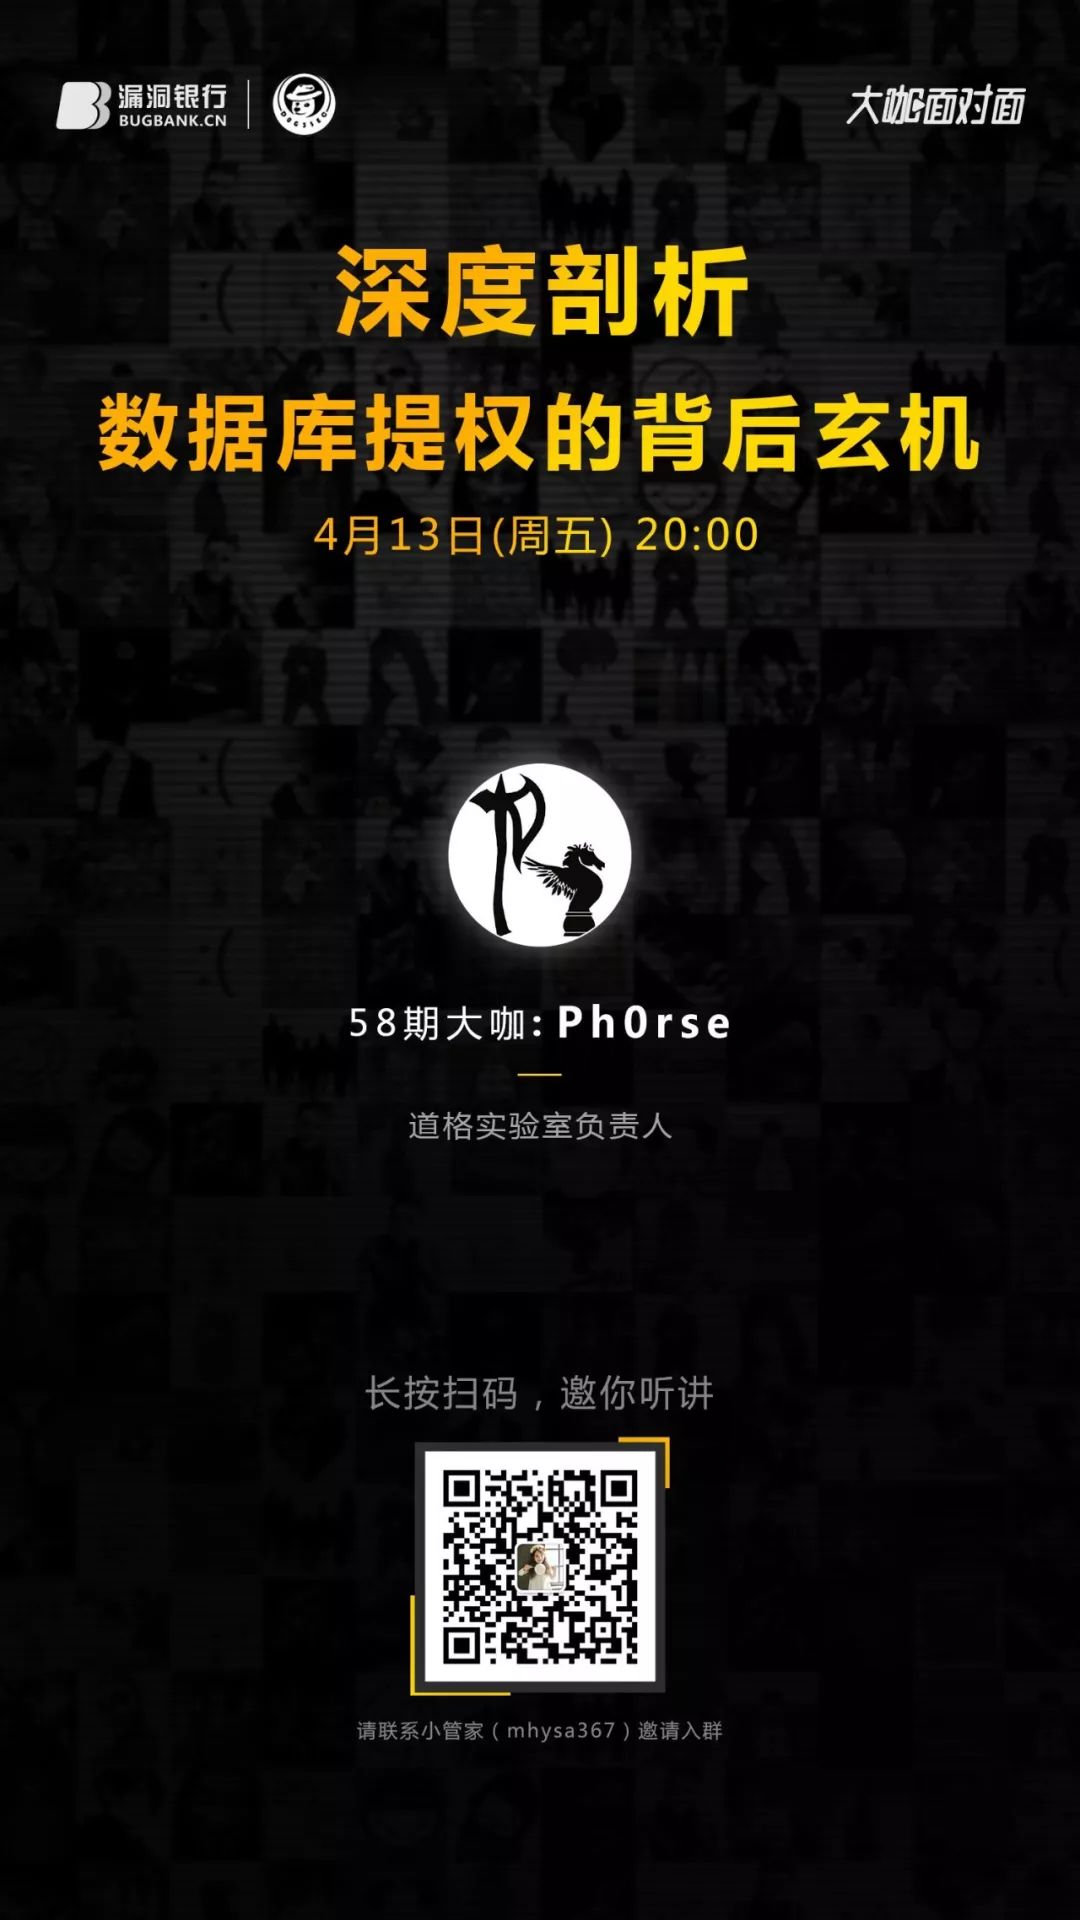 漏洞银行
BUGBANK.CN
大咖面对面
深度剖析
数据库提权的背后玄机
4月13日(周五) 20:00
58期大咖: Ph0rse
道格实验室负责人
长按扫码，邀你听讲
请联系小管家（mhysa367）邀请入群